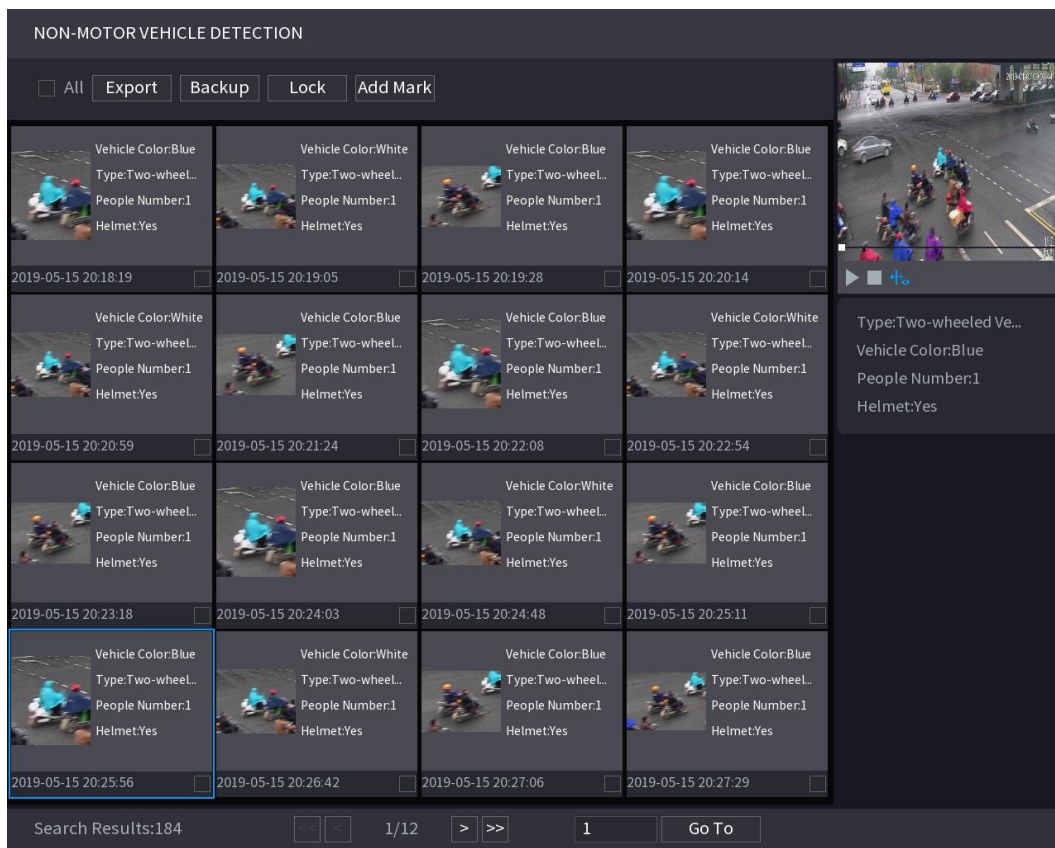 NON-MOTOR VEHICLE DETECTION
All Export Backup Lock Add Mark
Vehicle Color:Blue
Type:Two-wheel...
People Number:1
Helmet:Yes
2019-05-15 20:18:19
Vehicle Color:White
Type:Two-wheel...
People Number:1
Helmet:Yes
2019-05-15 20:19:05
Vehicle Color:Blue
Type:Two-wheel...
People Number:1
Helmet:Yes
2019-05-15 20:19:28
Vehicle Color:Blue
Type:Two-wheel...
People Number:1
Helmet:Yes
2019-05-15 20:20:14
Vehicle Color:White
Type:Two-wheel...
People Number:1
Helmet:Yes
2019-05-15 20:20:59
Vehicle Color:Blue
Type:Two-wheel...
People Number:1
Helmet:Yes
2019-05-15 20:21:24
Vehicle Color:Blue
Type:Two-wheel...
People Number:1
Helmet:Yes
2019-05-15 20:22:08
Vehicle Color:White
Type:Two-wheel...
People Number:1
Helmet:Yes
2019-05-15 20:22:54
Vehicle Color:Blue
Type:Two-wheel...
People Number:1
Helmet:Yes
2019-05-15 20:23:18
Vehicle Color:Blue
Type:Two-wheel...
People Number:1
Helmet:Yes
2019-05-15 20:24:03
Vehicle Color:White
Type:Two-wheel...
People Number:1
Helmet:Yes
2019-05-15 20:24:48
Vehicle Color:Blue
Type:Two-wheel...
People Number:1
Helmet:Yes
2019-05-15 20:25:11
Vehicle Color:Blue
Type:Two-wheel...
People Number:1
Helmet:Yes
2019-05-15 20:25:56
Vehicle Color:White
Type:Two-wheel...
People Number:1
Helmet:Yes
2019-05-15 20:26:42
Vehicle Color:Blue
Type:Two-wheel...
People Number:1
Helmet:Yes
2019-05-15 20:27:06
Vehicle Color:Blue
Type:Two-wheel...
People Number:1
Helmet:Yes
2019-05-15 20:27:29
Type:Two-wheeled Ve...
Vehicle Color:Blue
People Number:1
Helmet:Yes
Search Results:184 << < 1/12 > >> 1 Go To